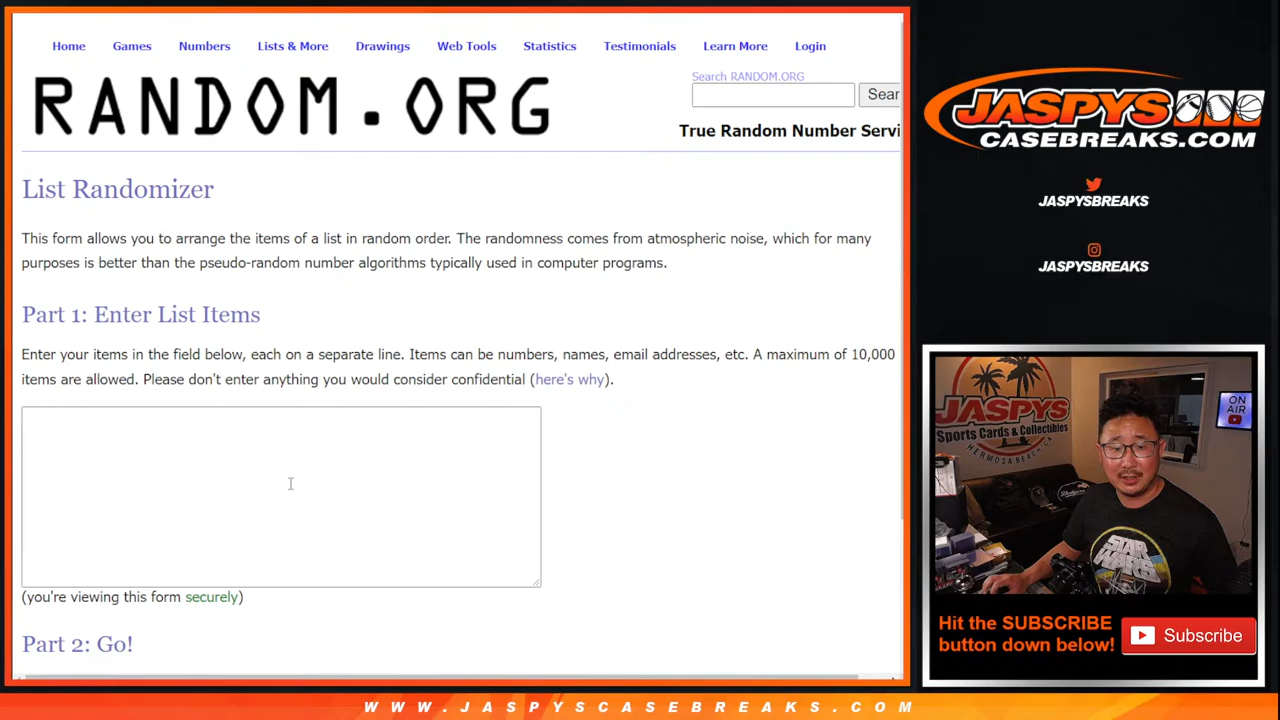 Home Games Numbers Lists & More Drawings Web Tools Statistics Testimonials Learn More Login
RANDOM.ORG
Search RANDOM.ORG
Sear
True Random Number Servi
List Randomizer
This form allows you to arrange the items of a list in random order. The randomness comes from atmospheric noise, which for many
purposes is better than the pseudo-random number algorithms typically used in computer programs.
Part 1: Enter List Items
Enter your items in the field below, each on a separate line. Items can be numbers, names, email addresses, etc. A maximum of 10,000
items are allowed. Please don't enter anything you would consider confidential (here's why).
(you're viewing this form securely)
Part 2: Go!
JASPYS
CASEBREAKS.COM
JASPYSBREAKS
JASPYSBREAKS
JASPYS
Sports Cards & Collectibles
HERMOSA BEACH, CA
ON
AIR
STAR
WARS
Hit the SUBSCRIBE
button down below!
Subscribe
WWW.JASPYSCASEBREAKS.COM